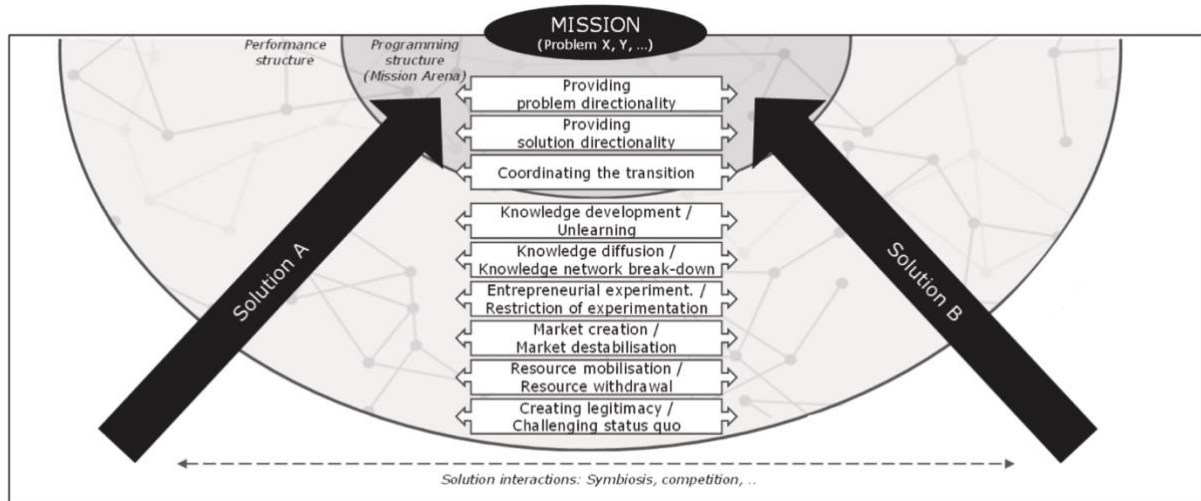 MISSION
(Problem X, Y, ...)
Performance
structure
Programming
structure
(Mission Arena)
Providing
problem directionality
Providing
solution directionality
Coordinating the transition
Knowledge development /
Unlearning
Knowledge diffusion /
Knowledge network break-down
Entrepreneurial experiment. /
Restriction of experimentation
Market creation /
Market destabilisation
Resource mobilisation /
Resource withdrawal
Creating legitimacy /
Challenging status quo
Solution A
Solution B
Solution interactions: Symbiosis, competition, ..